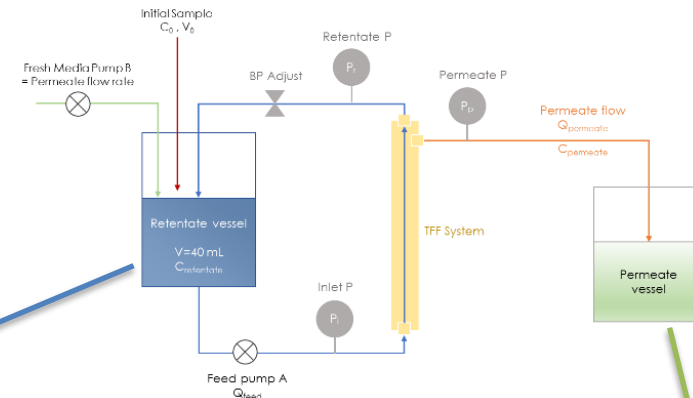 Initial Sample
C₀ , V₀
Fresh Media Pump B
= Permeate flow rate
BP Adjust
Retentate P
Pᵣ
Permeate P
Pₚ
Permeate flow
Qₚₑᵣₘₑₐₜₑ
Cₚₑᵣₘₑₐₜₑ
Retentate vessel
V=40 mL
Cᵣₑₜₑₙₜₐₜₑ
TFF System
Inlet P
Pᵢ
Permeate
vessel
Feed pump A
Q_feed